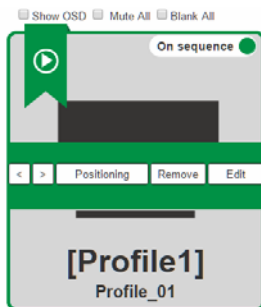 Show OSD Mute All Blank All
On sequence
< > Positioning Remove Edit
[Profile1]
Profile_01